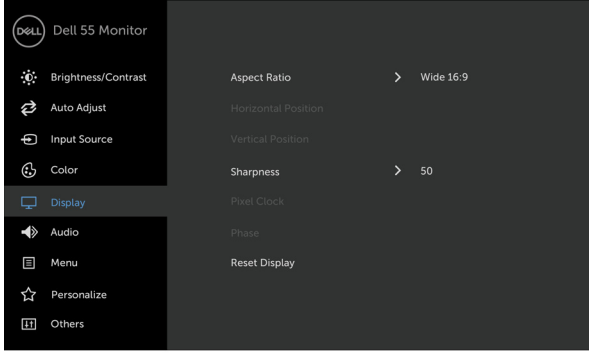 DELL
Dell 55 Monitor
Brightness/Contrast
Auto Adjust
Input Source
Color
Display
Audio
Menu
Personalize
Others
Aspect Ratio > Wide 16:9
Horizontal Position
Vertical Position
Sharpness > 50
Pixel Clock
Phase
Reset Display